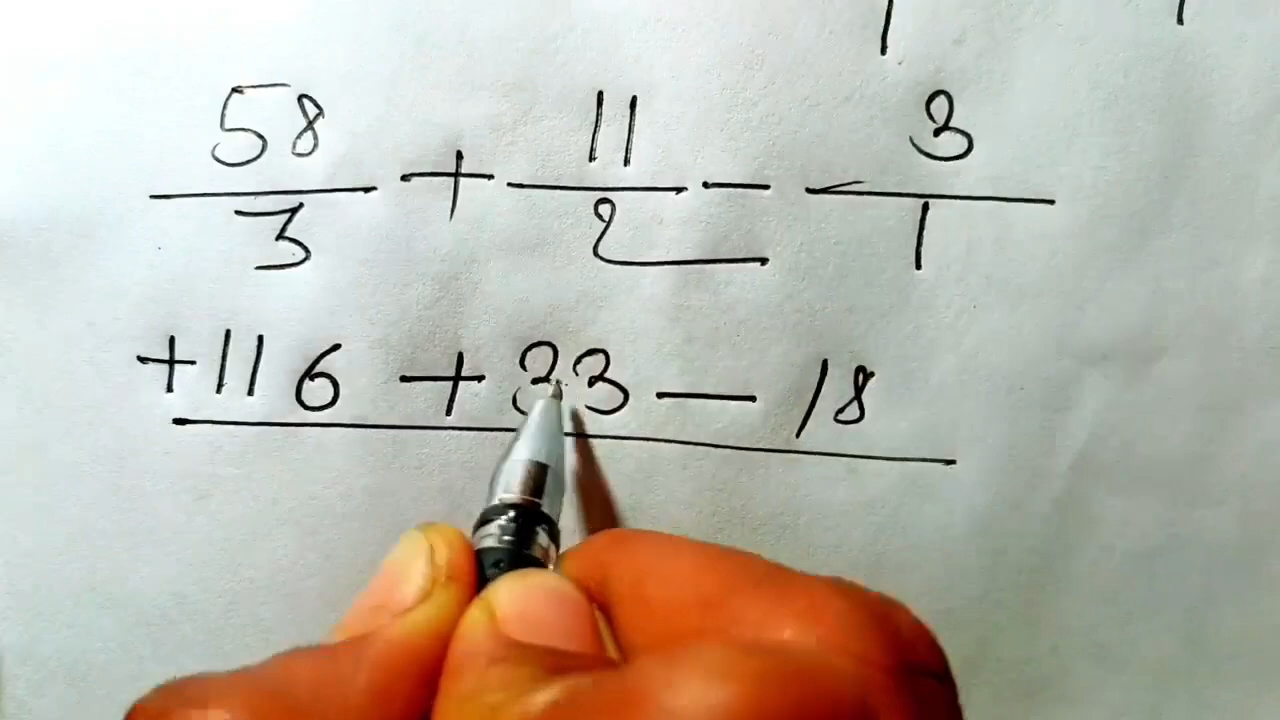 58/3 + 11/2 - 3/1
+116 + 33 - 18